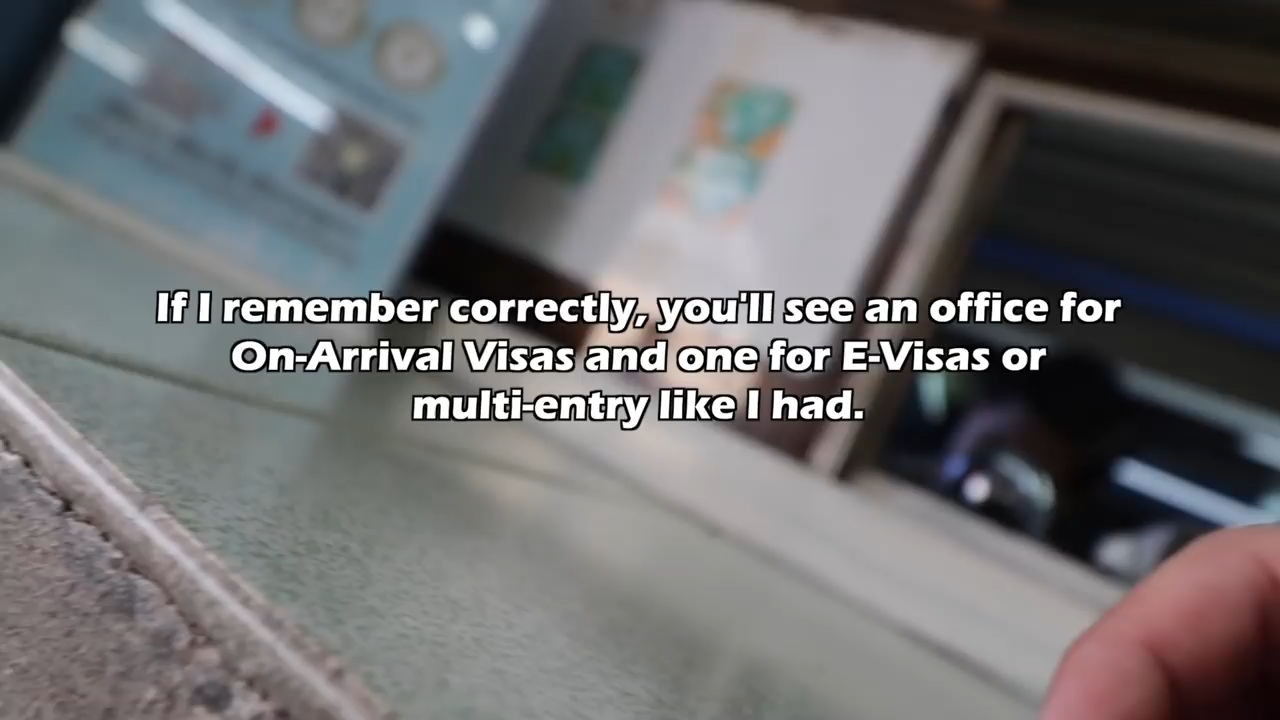 If I remember correctly, you'll see an office for
On-Arrival Visas and one for E-Visas or
multi-entry like I had.